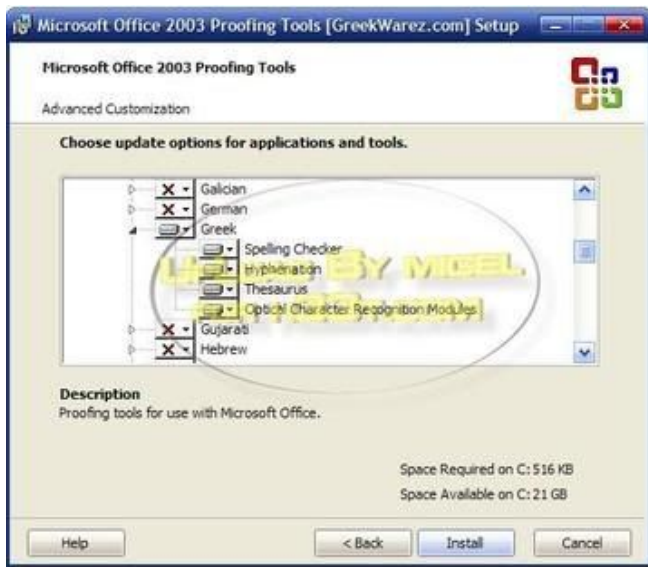 Microsoft Office 2003 Proofing Tools [GreekWarez.com] Setup
Microsoft Office 2003 Proofing Tools
Advanced Customization
Choose update options for applications and tools.
Galician
German
Greek
Spelling Checker
Hyphenation
Thesaurus
Optical Character Recognition Modules
Gujarati
Hebrew
By MIGEL
Description
Proofing tools for use with Microsoft Office.
Space Required on C: 516 KB
Space Available on C: 21 GB
Help
< Back
Install
Cancel